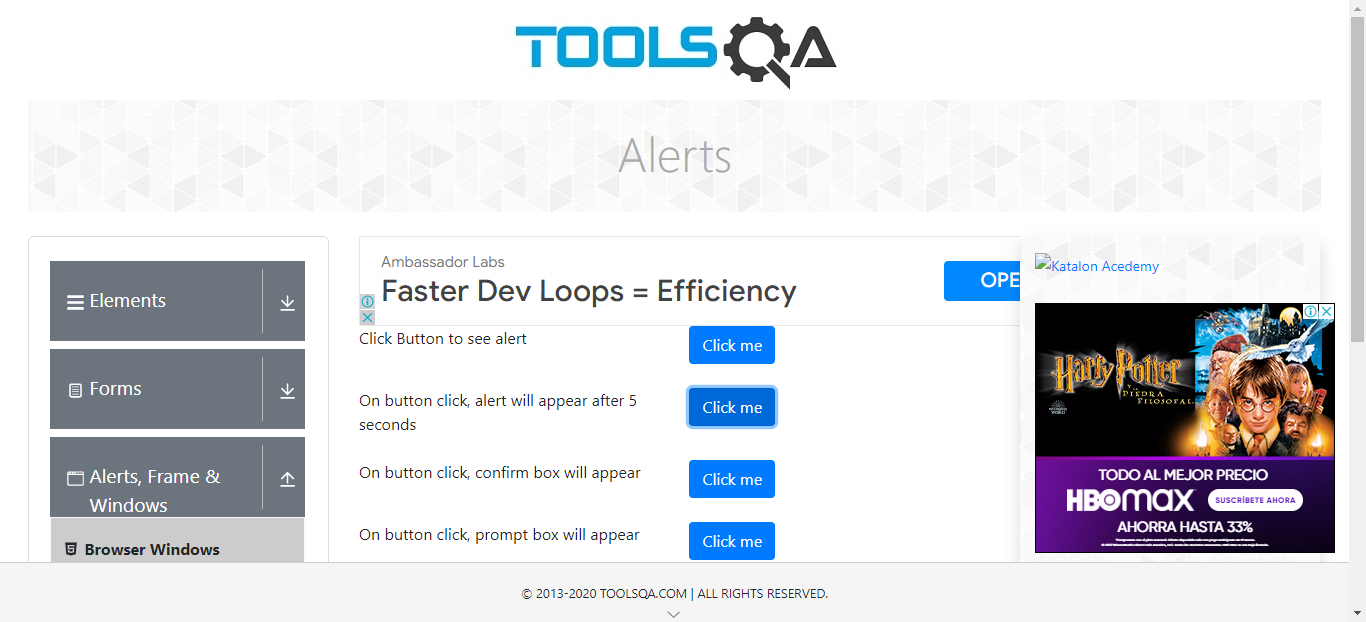 TOOLSQA
Alerts
Elements
Forms
Alerts, Frame &
Windows
Browser Windows
Ambassador Labs
Faster Dev Loops = Efficiency
OPE
Click Button to see alert
Click me
On button click, alert will appear after 5
seconds
Click me
On button click, confirm box will appear
Click me
On button click, prompt box will appear
Click me
Katalon Acedemy
Harry Potter
Y LA
PIEDRA FILOSOFAL
TODO AL MEJOR PRECIO
HBOmax
SUSCRÍBETE AHORA
AHORRA HASTA 33%
© 2013-2020 TOOLSQA.COM | ALL RIGHTS RESERVED.